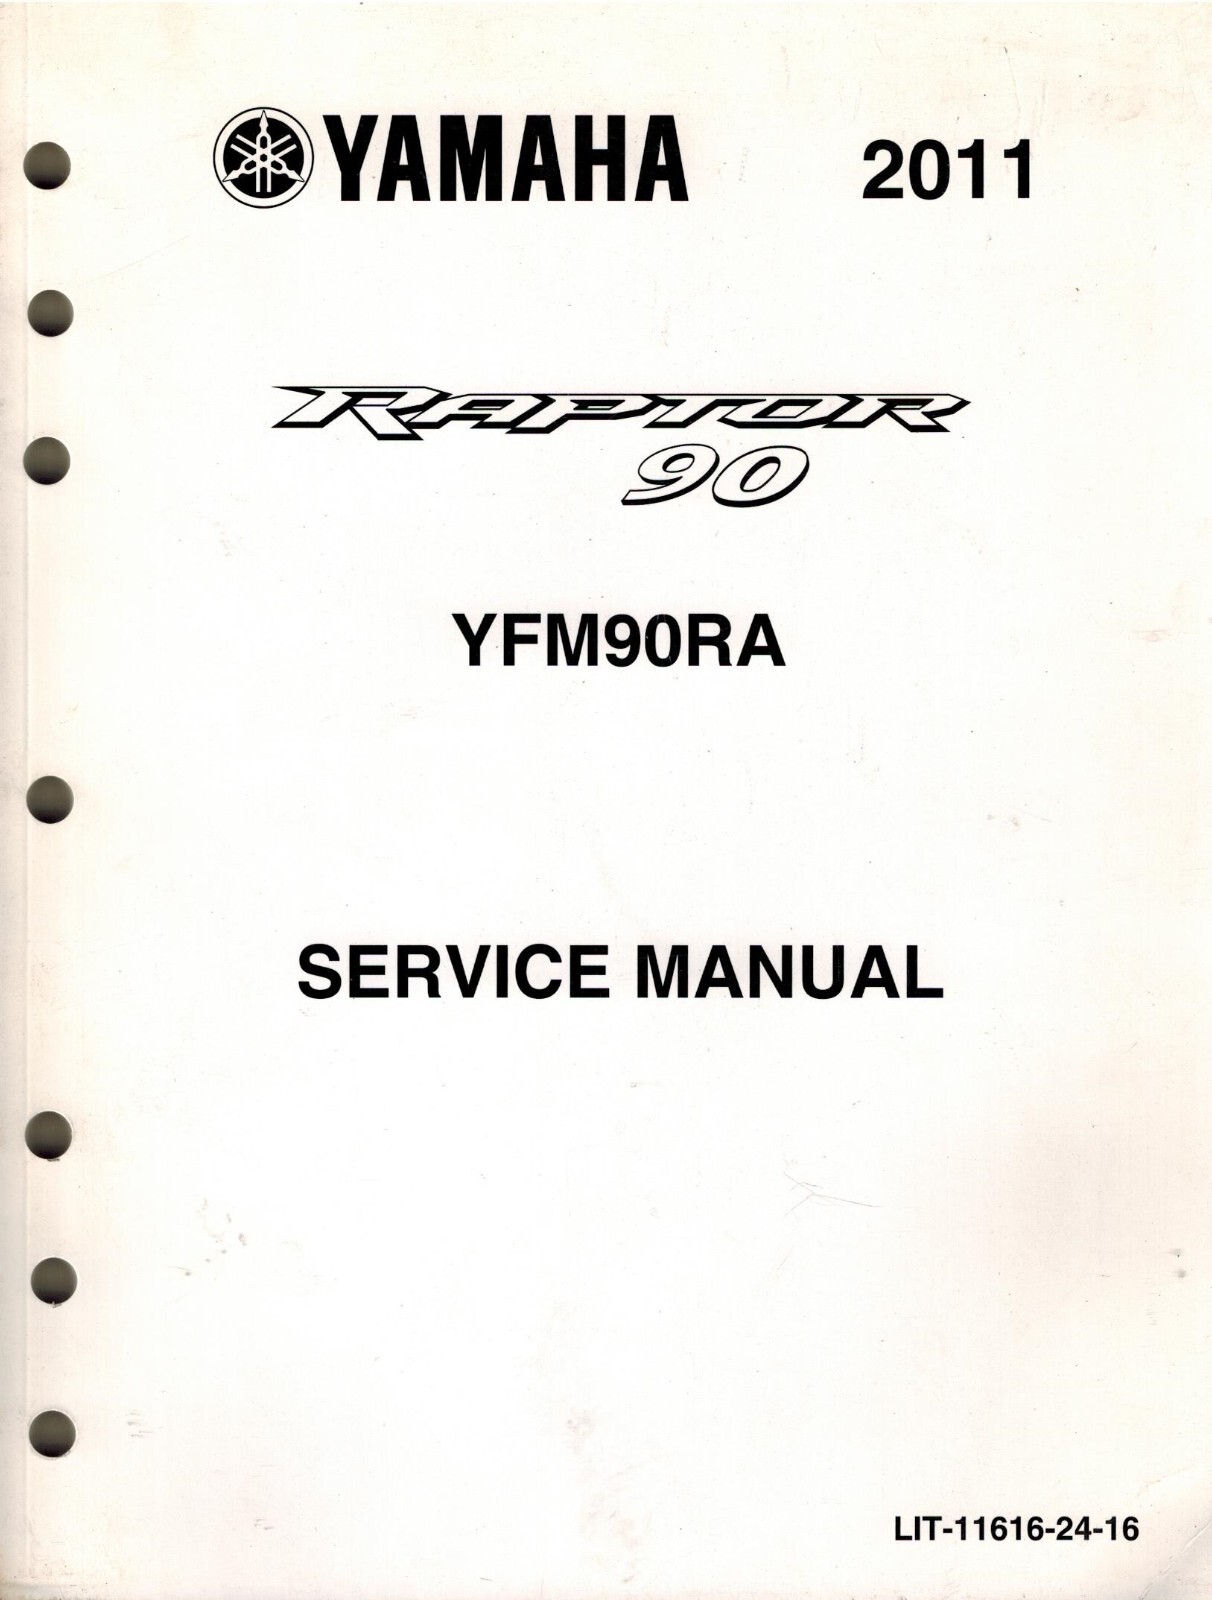 YAMAHA 2011
RAPTOR
90
YFM90RA
SERVICE MANUAL
LIT-11616-24-16